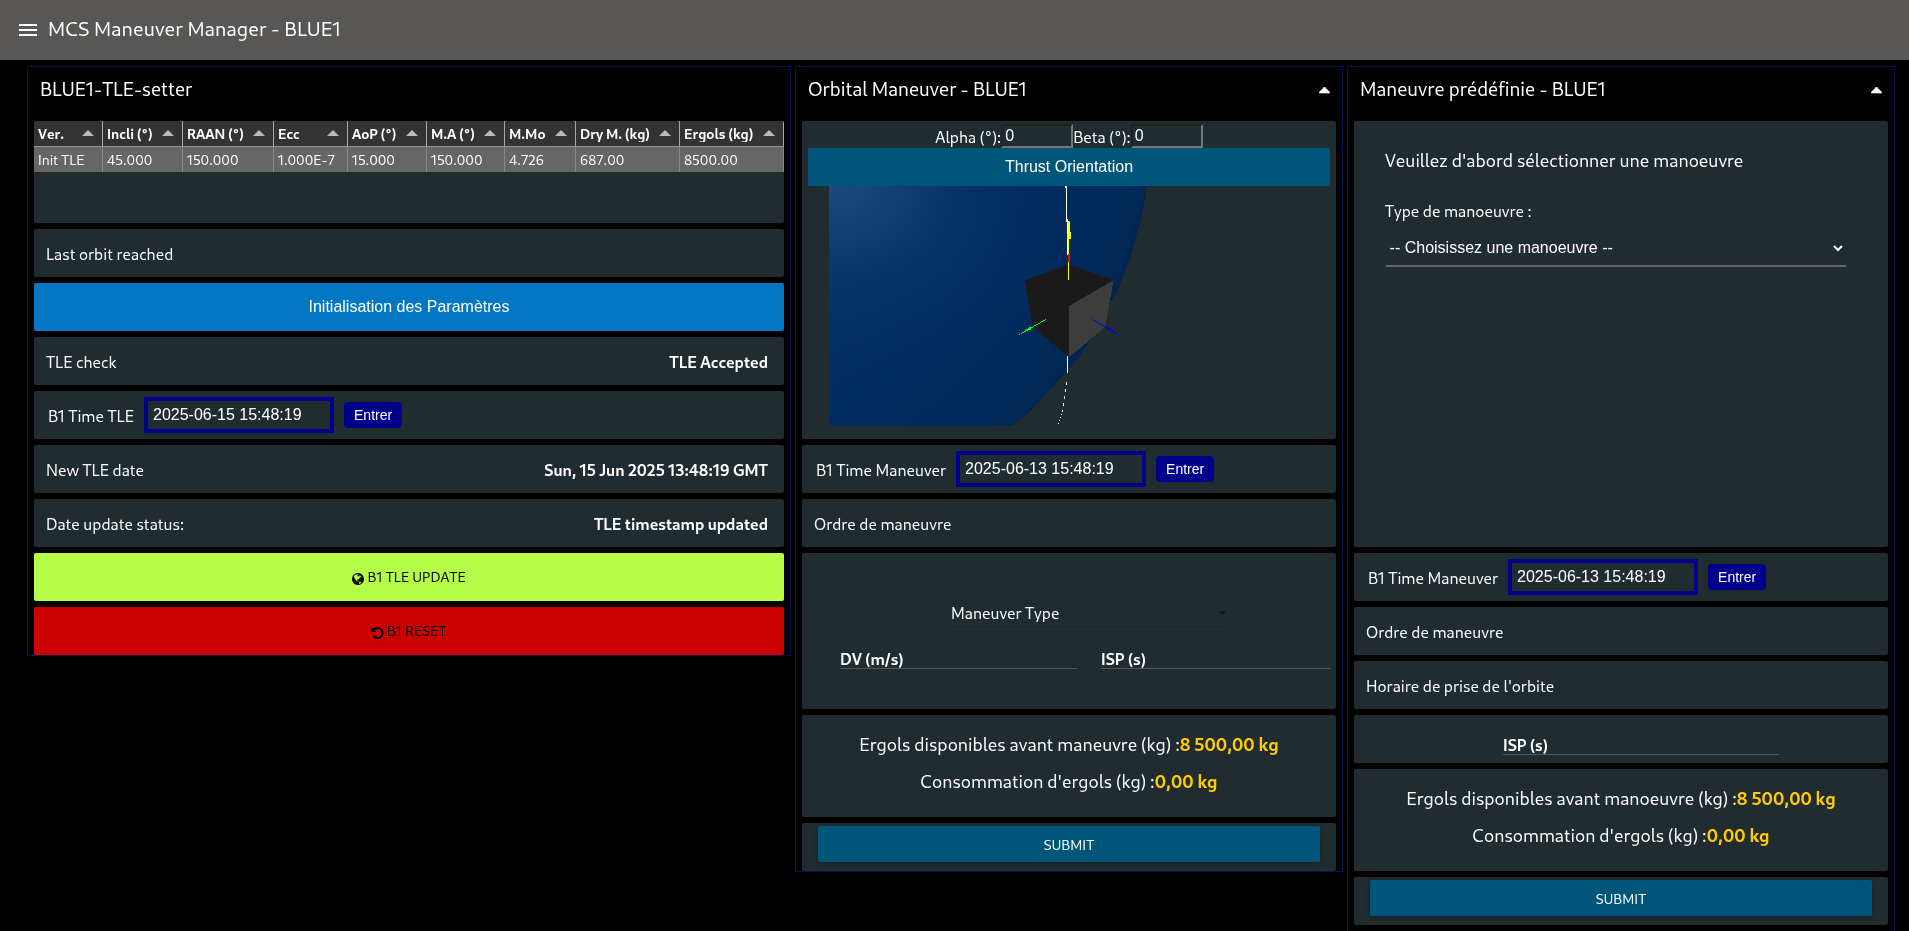 MCS Maneuver Manager - BLUE1
BLUE1-TLE-setter
Ver. Incli (°) RAAN (°) Ecc AoP (°) M.A (°) M.Mo Dry M. (kg) Ergols (kg)
Init TLE 45.000 150.000 1.000E-7 15.000 150.000 4.726 687.00 8500.00
Last orbit reached
Initialisation des Paramètres
TLE check TLE Accepted
B1 Time TLE 2025-06-15 15:48:19 Entrer
New TLE date Sun, 15 Jun 2025 13:48:19 GMT
Date update status: TLE timestamp updated
B1 TLE UPDATE
B1 RESET
Orbital Maneuver - BLUE1
Alpha (°): 0 Beta (°): 0
Thrust Orientation
B1 Time Maneuver 2025-06-13 15:48:19 Entrer
Ordre de maneuvre
Maneuver Type
DV (m/s) ISP (s)
Ergols disponibles avant maneuvre (kg) :8 500,00 kg
Consommation d'ergols (kg) :0,00 kg
SUBMIT
Maneuvre prédéfinie - BLUE1
Veuillez d'abord sélectionner une manoeuvre
Type de manoeuvre :
-- Choisissez une manoeuvre --
B1 Time Maneuver 2025-06-13 15:48:19 Entrer
Ordre de maneuvre
Horaire de prise de l'orbite
ISP (s)
Ergols disponibles avant manoeuvre (kg) :8 500,00 kg
Consommation d'ergols (kg) :0,00 kg
SUBMIT